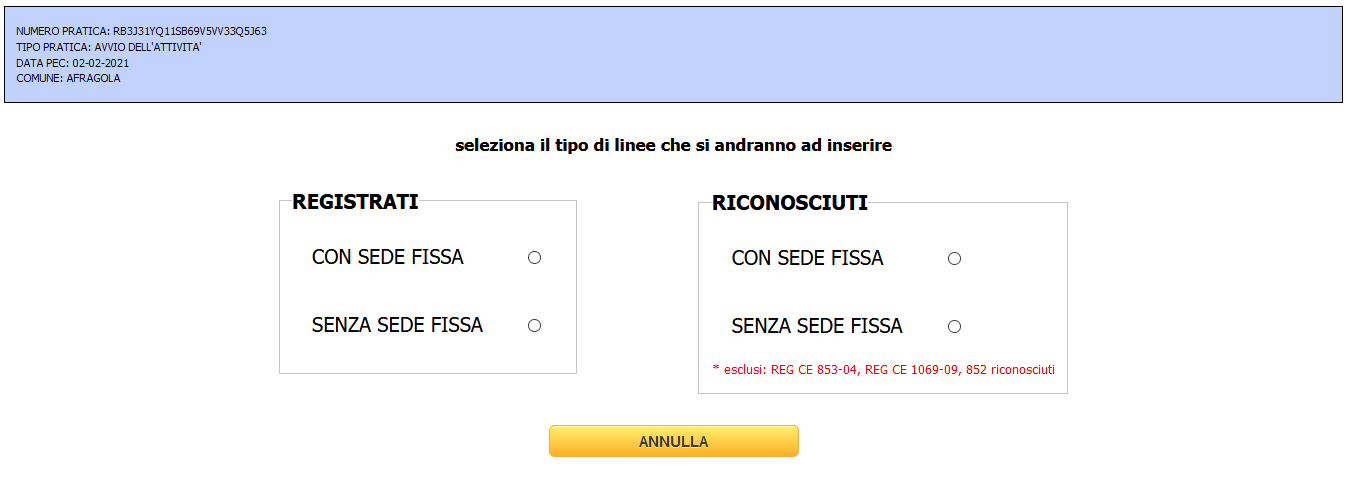 NUMERO PRATICA: RB3J31YQ11SB69V5VV33Q5J63
TIPO PRATICA: AVVIO DELL'ATTIVITA'
DATA PEC: 02-02-2021
COMUNE: AFRAGOLA
seleziona il tipo di linee che si andranno ad inserire
REGISTRATI
CON SEDE FISSA
SENZA SEDE FISSA
RICONOSCIUTI
CON SEDE FISSA
SENZA SEDE FISSA
* esclusi: REG CE 853-04, REG CE 1069-09, 852 riconosciuti
ANNULLA